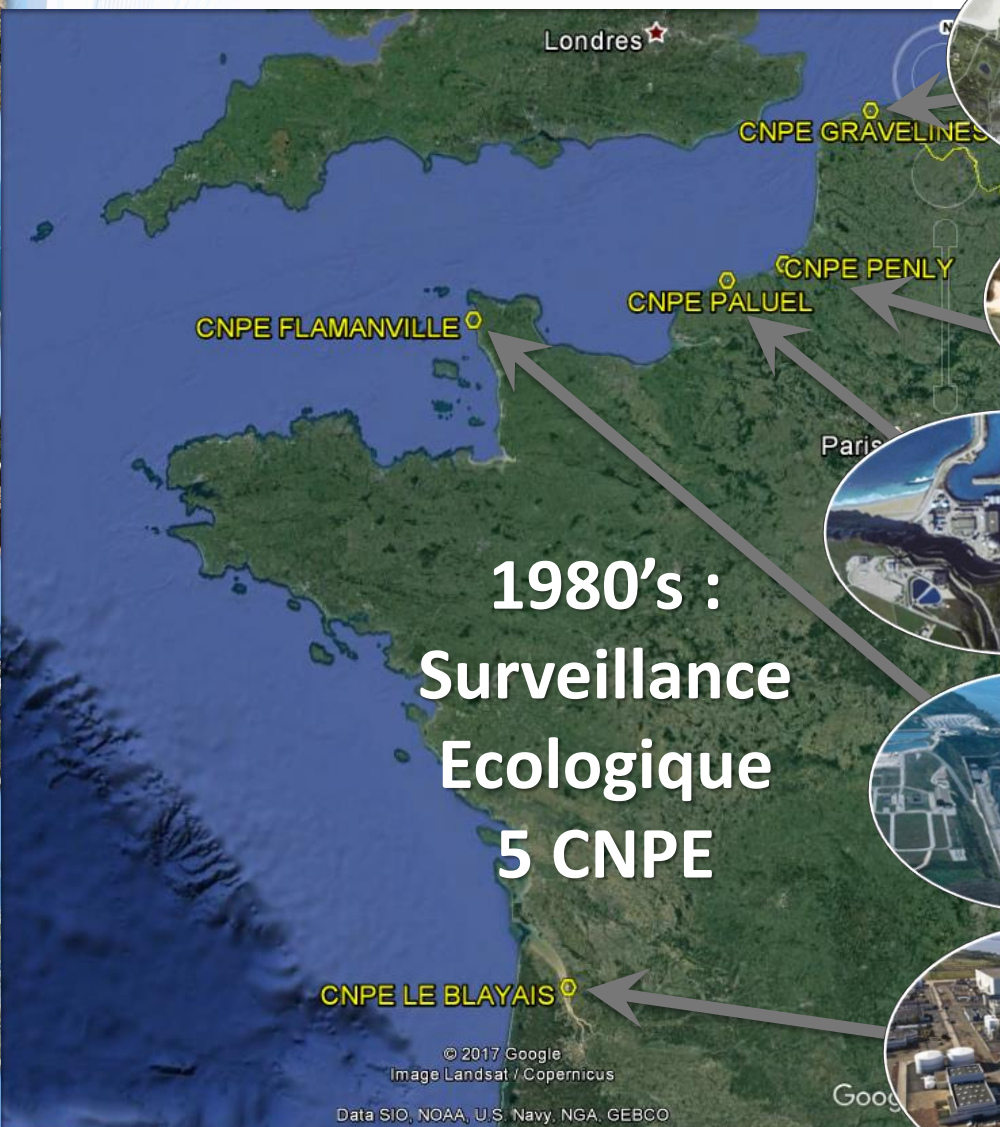 Londres
N
CNPE GRAVELINES
CNPE PENLY
CNPE PALUEL
CNPE FLAMANVILLE
Paris
1980's :
Surveillance
Ecologique
5 CNPE
CNPE LE BLAYAIS
© 2017 Google
Image Landsat / Copernicus
Data SIO, NOAA, U.S. Navy, NGA, GEBCO
Goog